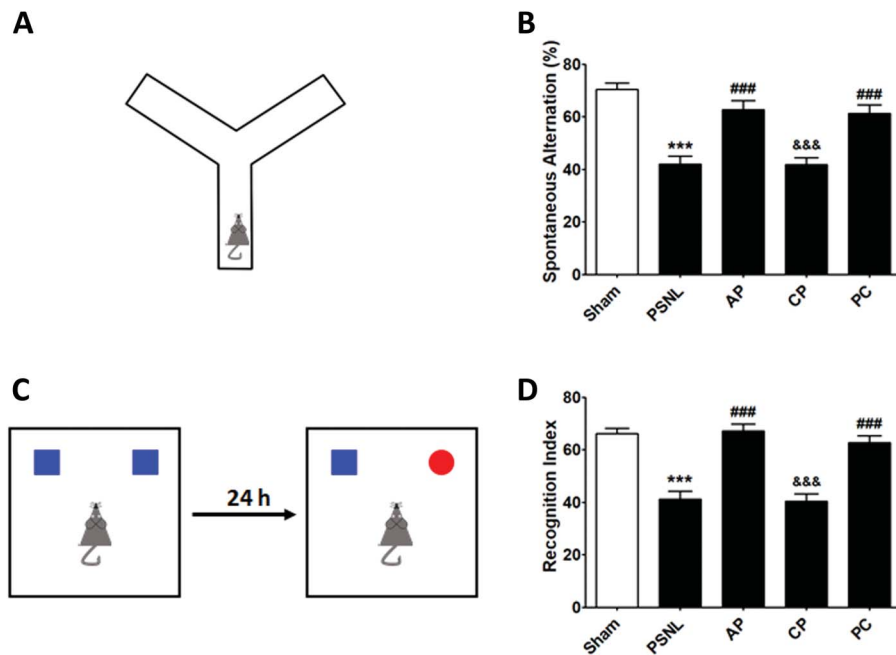 A
B
Spontaneous Alternation (%)
80
60
40
20
0
***
###
&&&
###
Sham
PSNL
AP
CP
PC
C
24 h
D
Recognition Index
80
60
40
20
0
***
###
&&&
###
Sham
PSNL
AP
CP
PC